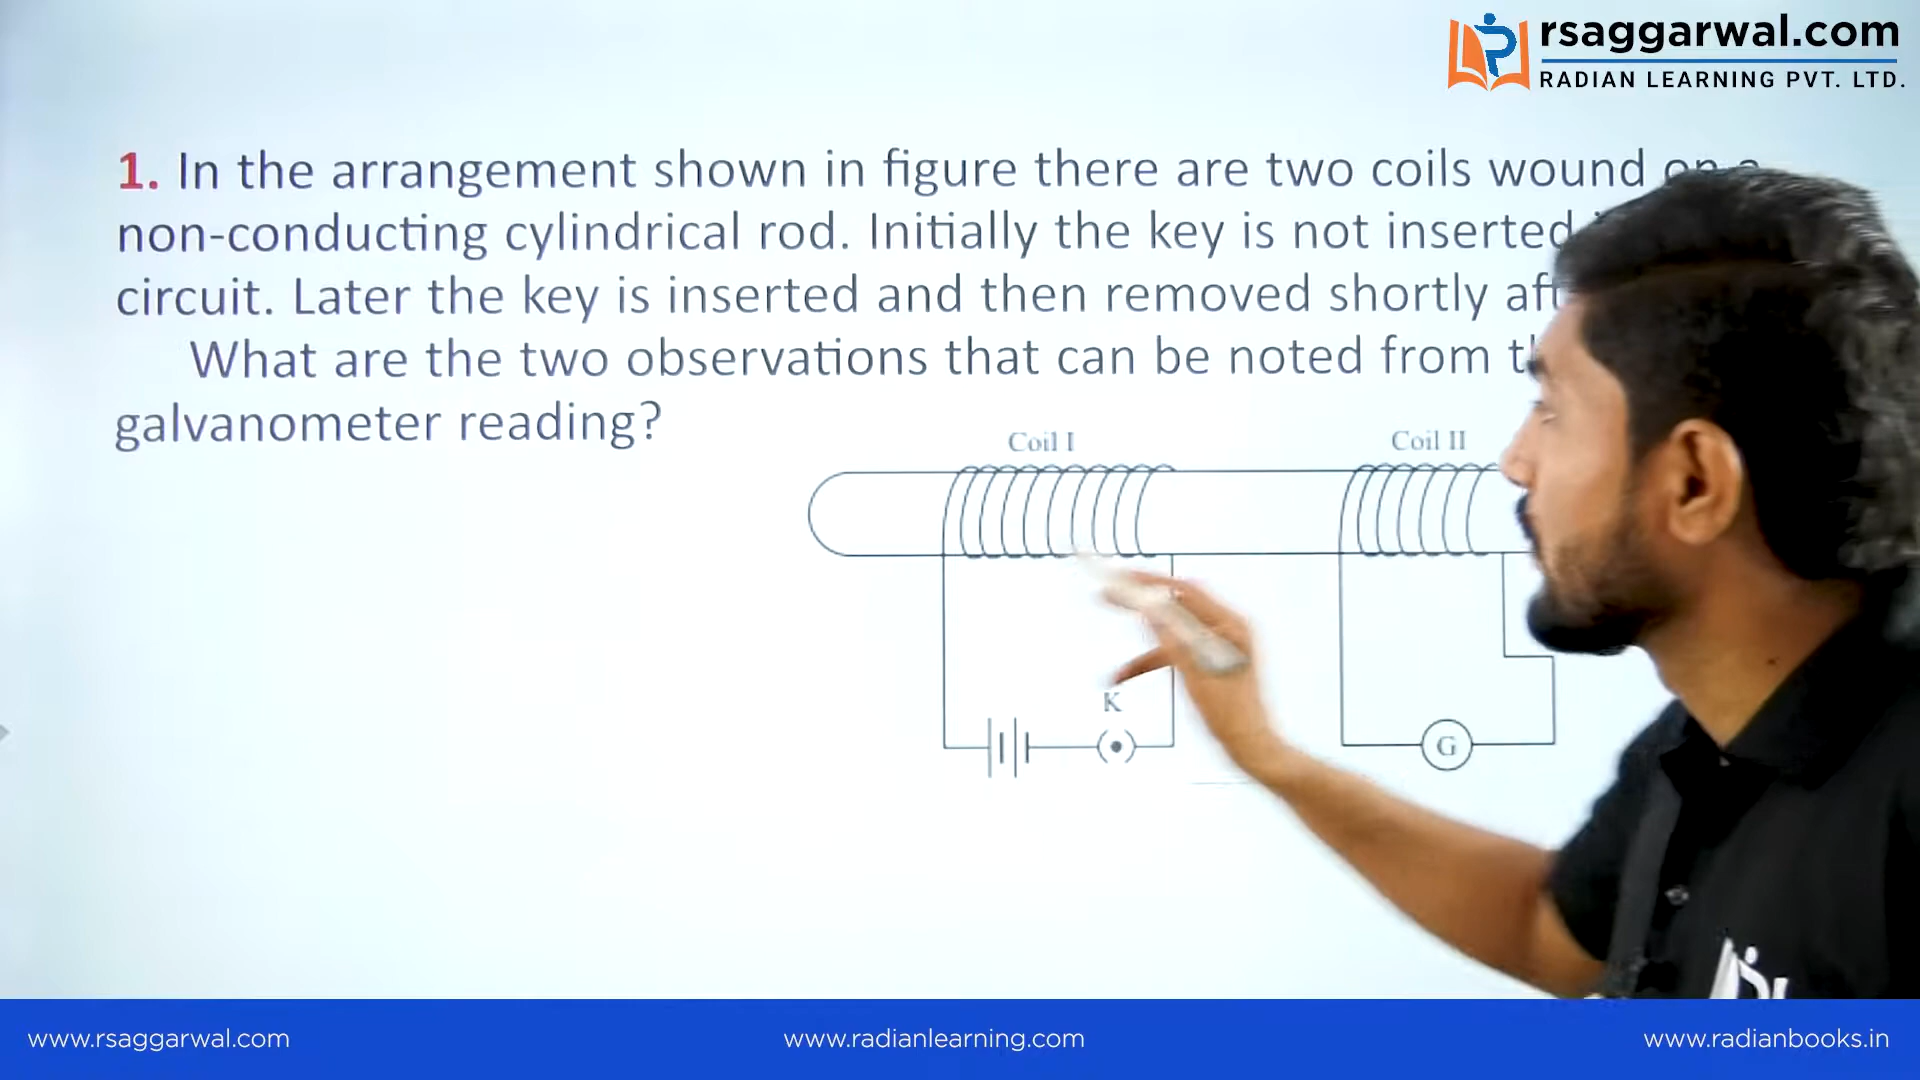 rsaggarwal.com
RADIAN LEARNING PVT. LTD.
1. In the arrangement shown in figure there are two coils wound on a
non-conducting cylindrical rod. Initially the key is not inserted
circuit. Later the key is inserted and then removed shortly
What are the two observations that can be noted from
galvanometer reading?
Coil I
Coil II
K
G
www.rsaggarwal.com
www.radianlearning.com
www.radianbooks.in